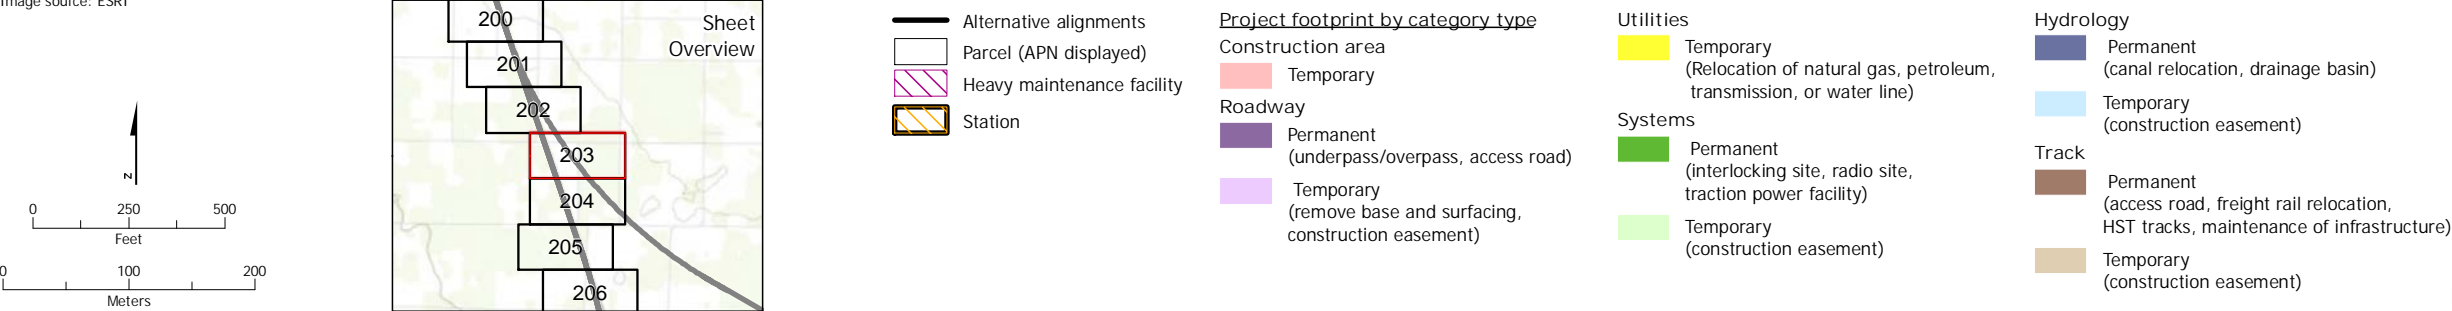 Image source: ESRI
N
0 250 500
Feet
0 100 200
Meters
Sheet
Overview
200
201
202
203
204
205
206
Alternative alignments
Parcel (APN displayed)
Heavy maintenance facility
Station
Project footprint by category type
Construction area
Temporary
Roadway
Permanent
(underpass/overpass, access road)
Temporary
(remove base and surfacing,
construction easement)
Utilities
Temporary
(Relocation of natural gas, petroleum,
transmission, or water line)
Systems
Permanent
(interlocking site, radio site,
traction power facility)
Temporary
(construction easement)
Hydrology
Permanent
(canal relocation, drainage basin)
Temporary
(construction easement)
Track
Permanent
(access road, freight rail relocation,
HST tracks, maintenance of infrastructure)
Temporary
(construction easement)